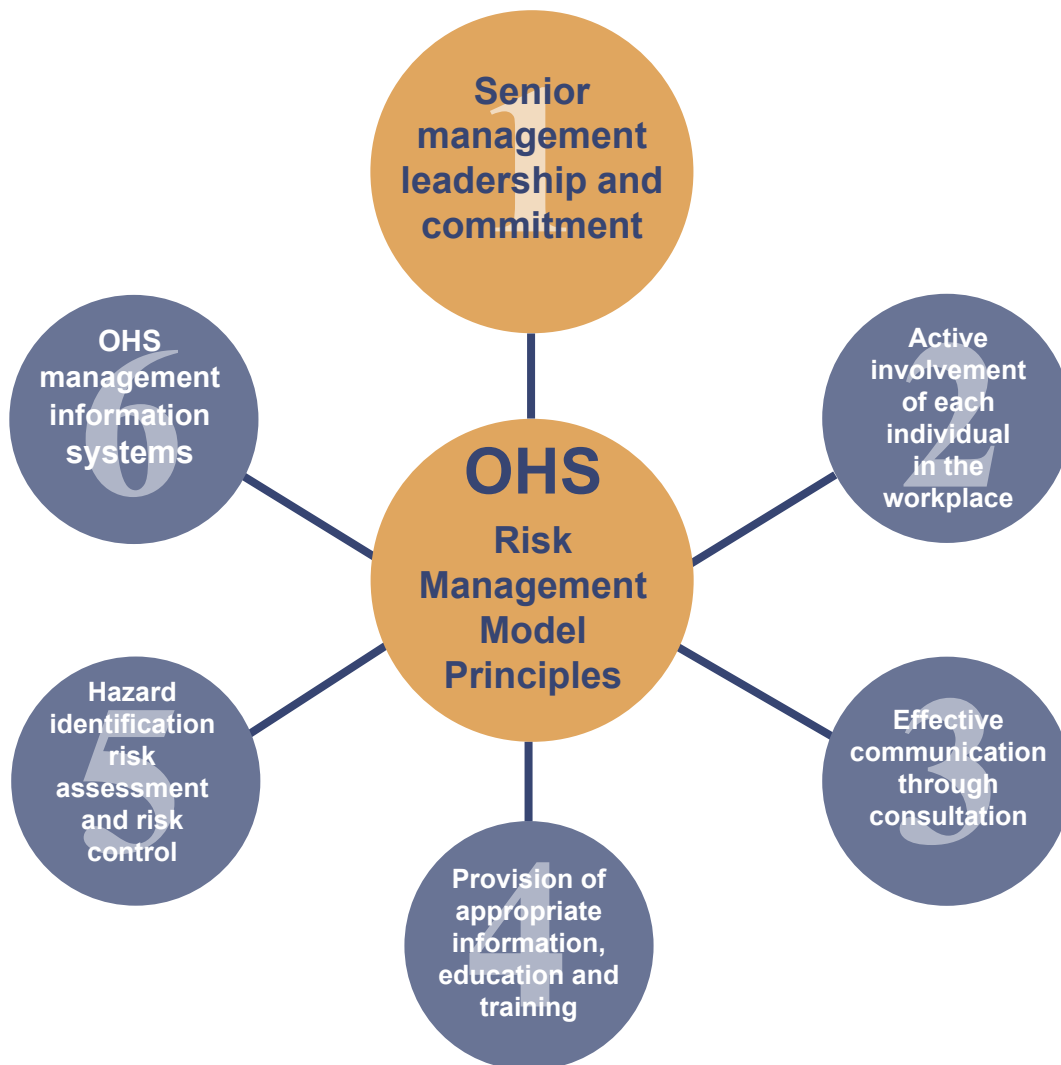 1
Senior
management
leadership and
commitment
OHS
Risk
Management
Model
Principles
2
Active
involvement
of each
individual
in the
workplace
3
Effective
communication
through
consultation
4
Provision of
appropriate
information,
education and
training
5
Hazard
identification
risk
assessment
and risk
control
6
OHS
management
information
systems